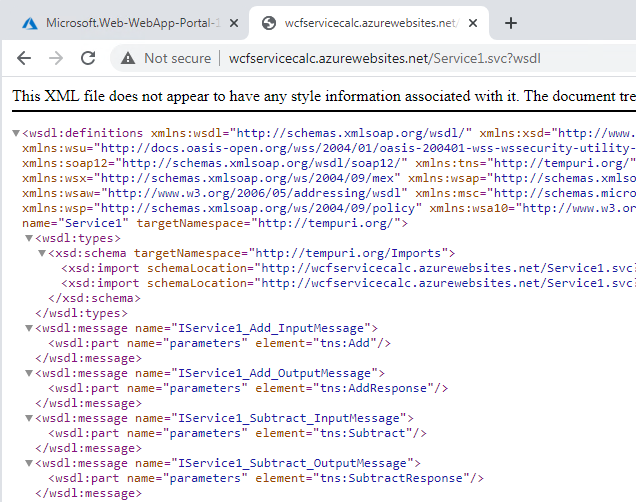 Microsoft.Web-WebApp-Portal-1
wcfservicecalc.azurewebsites.net/
Not secure | wcfservicecalc.azurewebsites.net/Service1.svc?wsdl
This XML file does not appear to have any style information associated with it. The document tre
<wsdl:definitions xmlns:wsdl="http://schemas.xmlsoap.org/wsdl/" xmlns:xsd="http://www.
xmlns:wsu="http://docs.oasis-open.org/wss/2004/01/oasis-200401-wss-wssecurity-utility-
xmlns:soap12="http://schemas.xmlsoap.org/wsdl/soap12/" xmlns:tns="http://tempuri.org/"
xmlns:wsx="http://schemas.xmlsoap.org/ws/2004/09/mex" xmlns:wsap="http://schemas.xmlso
xmlns:wsaw="http://www.w3.org/2006/05/addressing/wsdl" xmlns:msc="http://schemas.micro
xmlns:wsp="http://schemas.xmlsoap.org/ws/2004/09/policy" xmlns:wsa10="http://www.w3.or
name="Service1" targetNamespace="http://tempuri.org/">
<wsdl:types>
<xsd:schema targetNamespace="http://tempuri.org/Imports">
<xsd:import schemaLocation="http://wcfservicecalc.azurewebsites.net/Service1.svc?
<xsd:import schemaLocation="http://wcfservicecalc.azurewebsites.net/Service1.svc?
</xsd:schema>
</wsdl:types>
<wsdl:message name="IService1_Add_InputMessage">
<wsdl:part name="parameters" element="tns:Add"/>
</wsdl:message>
<wsdl:message name="IService1_Add_OutputMessage">
<wsdl:part name="parameters" element="tns:AddResponse"/>
</wsdl:message>
<wsdl:message name="IService1_Subtract_InputMessage">
<wsdl:part name="parameters" element="tns:Subtract"/>
</wsdl:message>
<wsdl:message name="IService1_Subtract_OutputMessage">
<wsdl:part name="parameters" element="tns:SubtractResponse"/>
</wsdl:message>